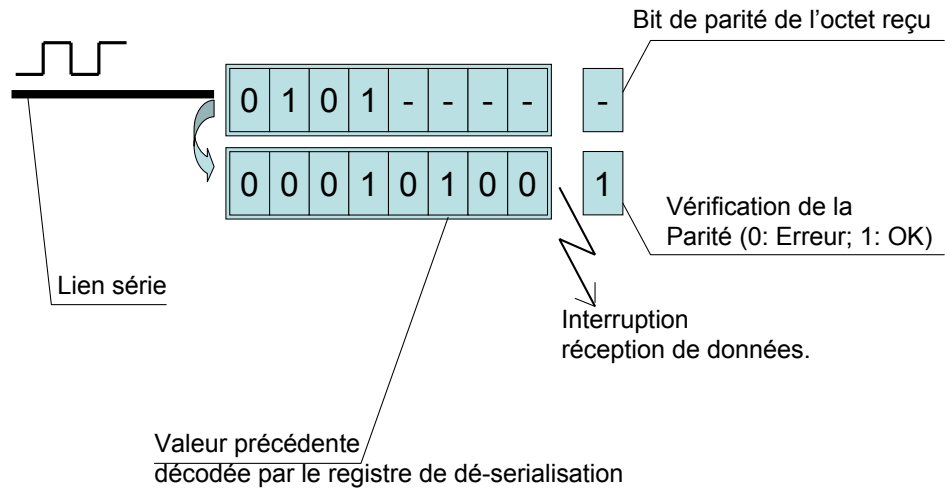 Bit de parité de l'octet reçu
0 1 0 1 - - - - -
0 0 0 1 0 1 0 0 1
Vérification de la
Parité (0: Erreur; 1: OK)
Lien série
Interruption
réception de données.
Valeur précédente
décodée par le registre de dé-serialisation